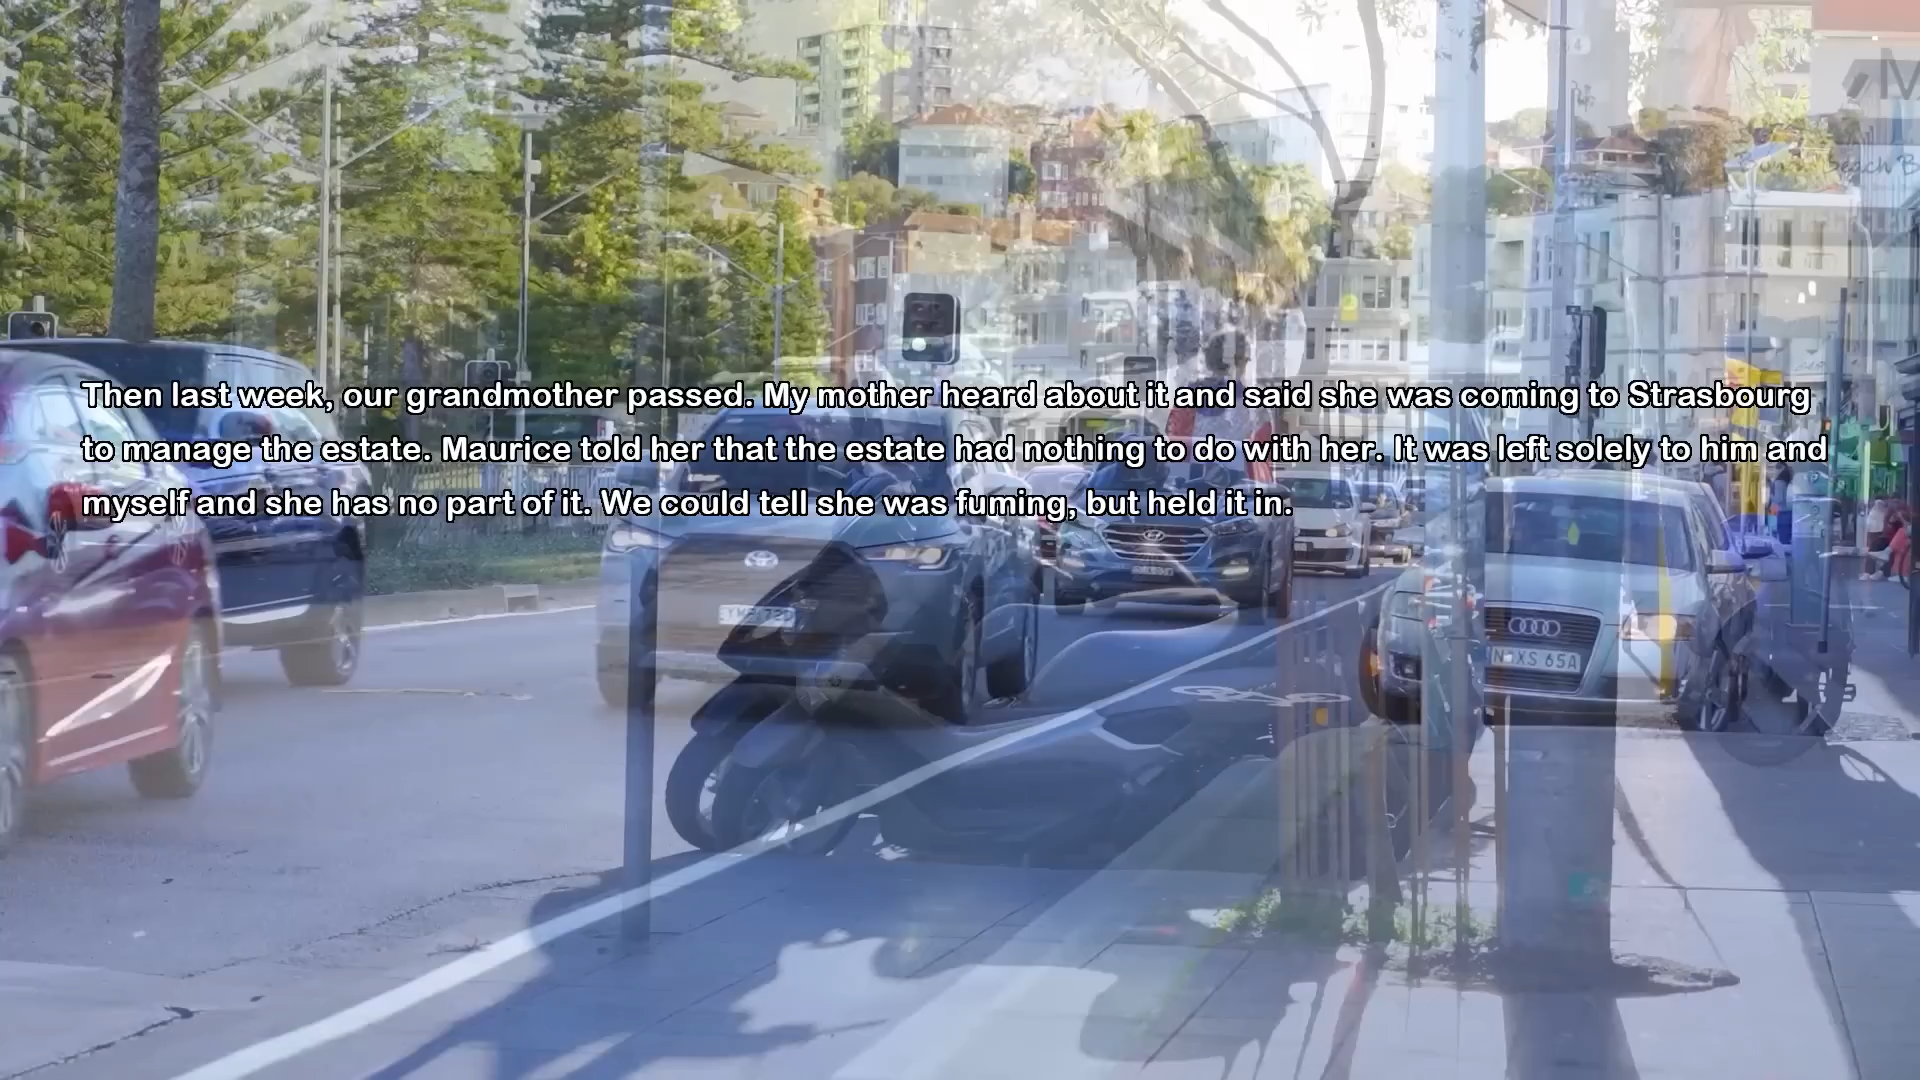 M
Beach B
Then last week, our grandmother passed. My mother heard about it and said she was coming to Strasbourg
to manage the estate. Maurice told her that the estate had nothing to do with her. It was left solely to him and
myself and she has no part of it. We could tell she was fuming, but held it in.
XS 65A